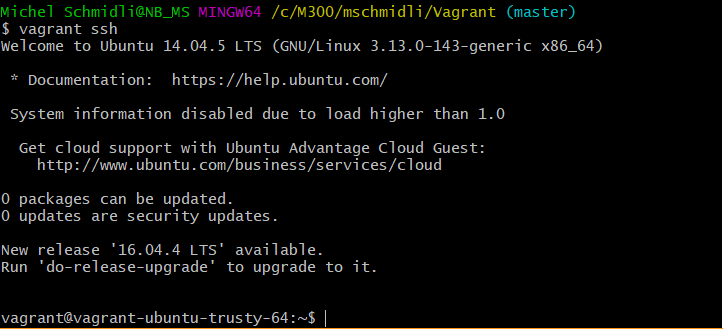 Michel Schmidli@NB_MS MINGW64 /c/M300/mschmidli/Vagrant (master)
$ vagrant ssh
Welcome to Ubuntu 14.04.5 LTS (GNU/Linux 3.13.0-143-generic x86_64)
* Documentation:  https://help.ubuntu.com/
System information disabled due to load higher than 1.0
Get cloud support with Ubuntu Advantage Cloud Guest:
http://www.ubuntu.com/business/services/cloud
0 packages can be updated.
0 updates are security updates.
New release '16.04.4 LTS' available.
Run 'do-release-upgrade' to upgrade to it.
vagrant@vagrant-ubuntu-trusty-64:~$